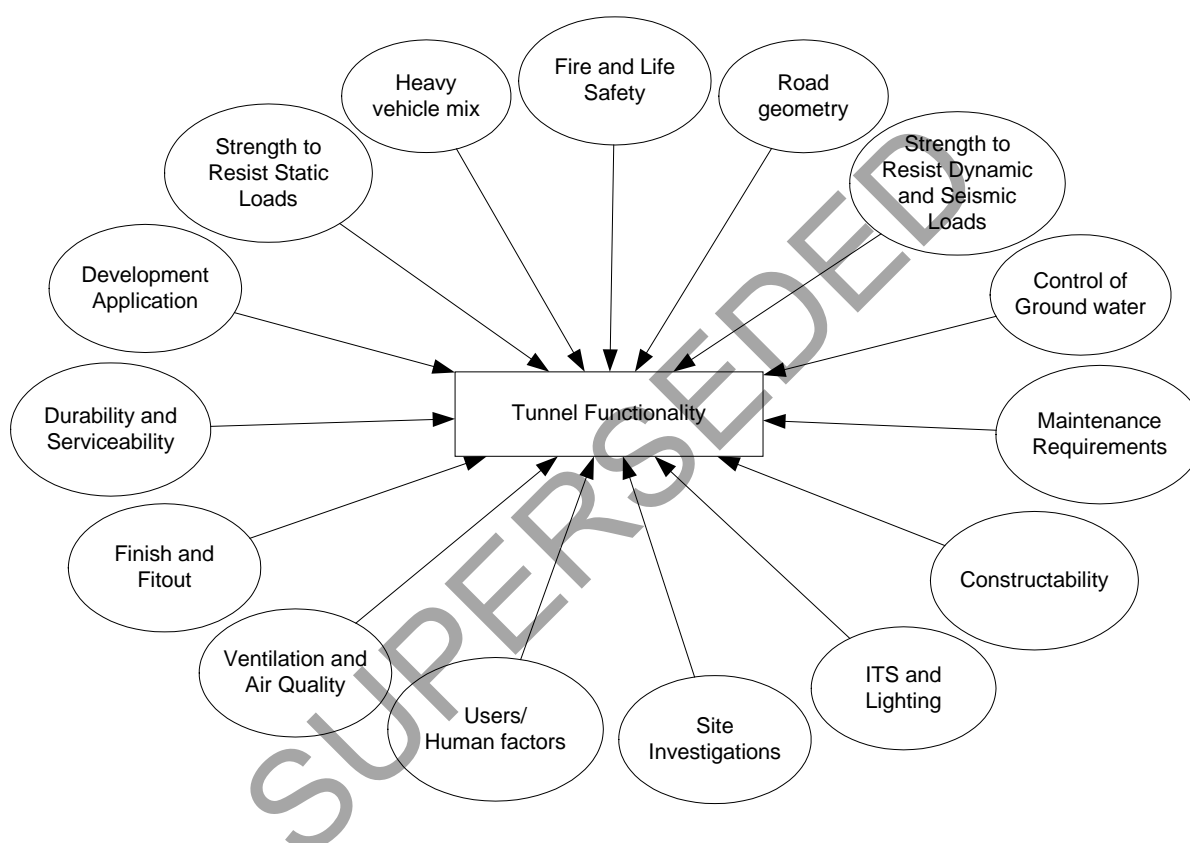 Fire and Life
Safety
Heavy
vehicle mix
Road
geometry
Strength to
Resist Static
Loads
Strength to
Resist Dynamic
and Seismic
Loads
Development
Application
Control of
Ground water
Durability and
Serviceability
Tunnel Functionality
Maintenance
Requirements
Finish and
Fitout
Constructability
Ventilation and
Air Quality
ITS and
Lighting
Users/
Human factors
Site
Investigations
SUPERSEDED